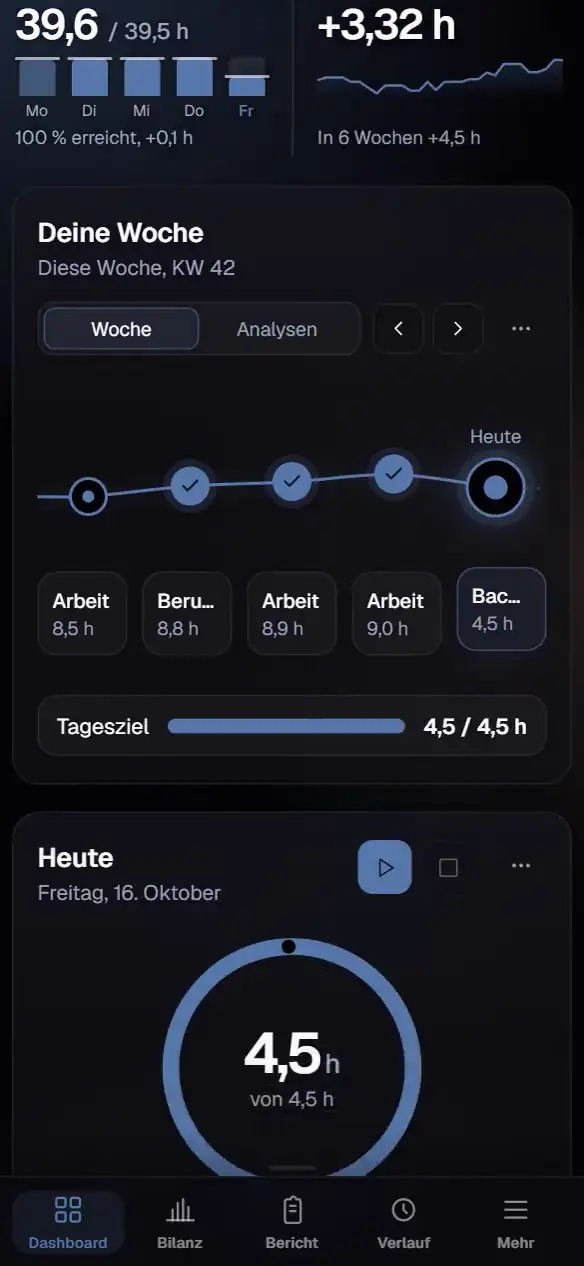 39,6 / 39,5 h
Mo Di Mi Do Fr
100 % erreicht, +0,1 h
+3,32 h
In 6 Wochen +4,5 h
Deine Woche
Diese Woche, KW 42
Woche Analysen
Heute
Arbeit
8,5 h
Beru...
8,8 h
Arbeit
8,9 h
Arbeit
9,0 h
Bac...
4,5 h
Tagesziel 4,5 / 4,5 h
Heute
Freitag, 16. Oktober
4,5 h
von 4,5 h
Dashboard Bilanz Bericht Verlauf Mehr